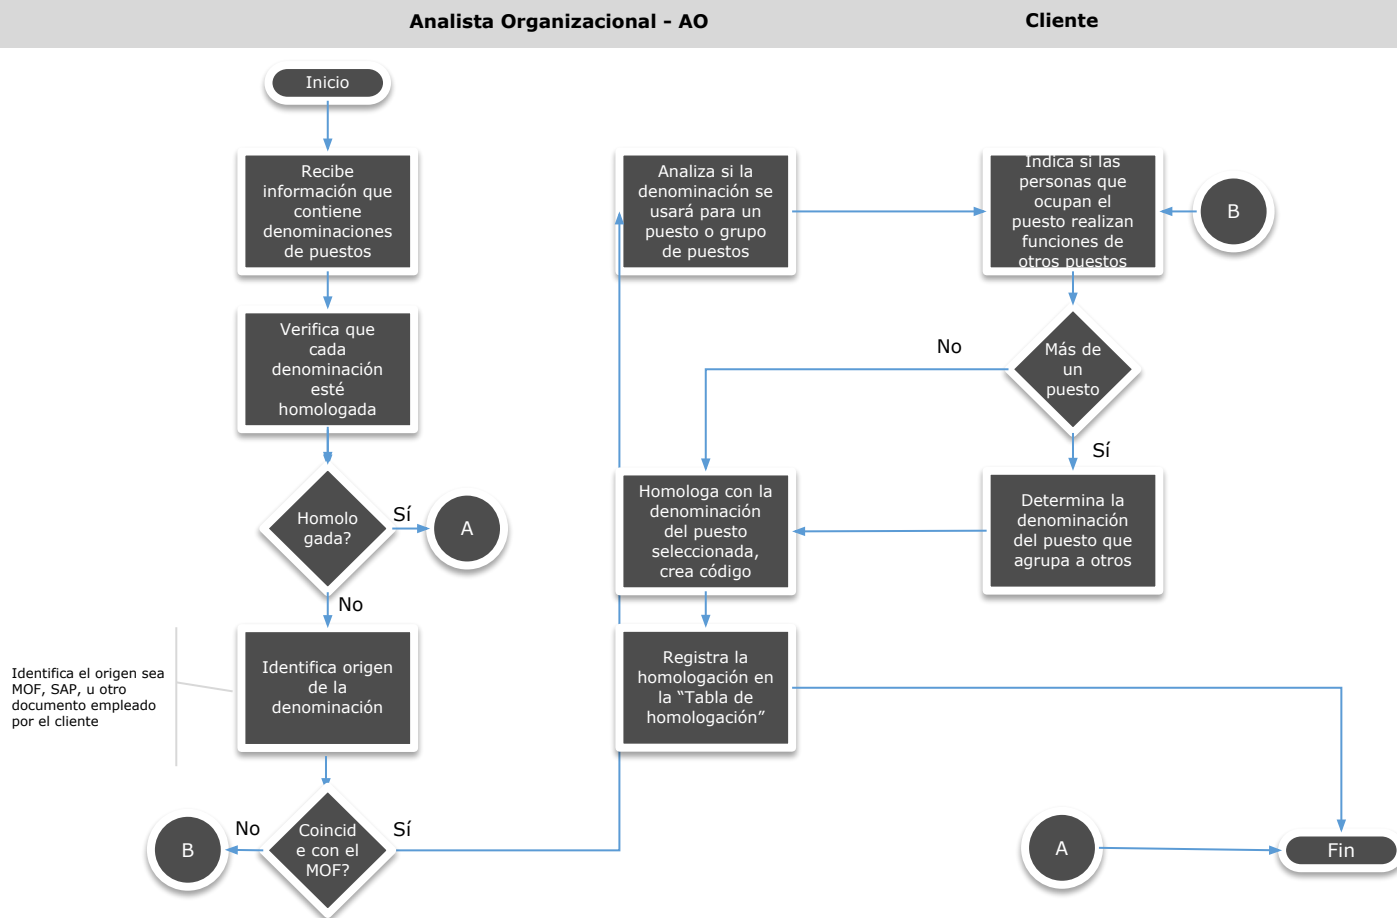 Analista Organizacional - AO
Cliente
Inicio
Recibe
información que
contiene
denominaciones
de puestos
Verifica que
cada
denominación
esté
homologada
Homolo
gada?
Sí
A
No
Identifica origen
de la
denominación
Identifica el origen sea
MOF, SAP, u otro
documento empleado
por el cliente
Coincid
e con el
MOF?
No
B
Sí
Analiza si la
denominación se
usará para un
puesto o grupo
de puestos
Indica si las
personas que
ocupan el
puesto realizan
funciones de
otros puestos
B
Más de
un
puesto
No
Sí
Determina la
denominación
del puesto que
agrupa a otros
Homologa con la
denominación
del puesto
seleccionada,
crea código
Registra la
homologación en
la “Tabla de
homologación”
A
Fin